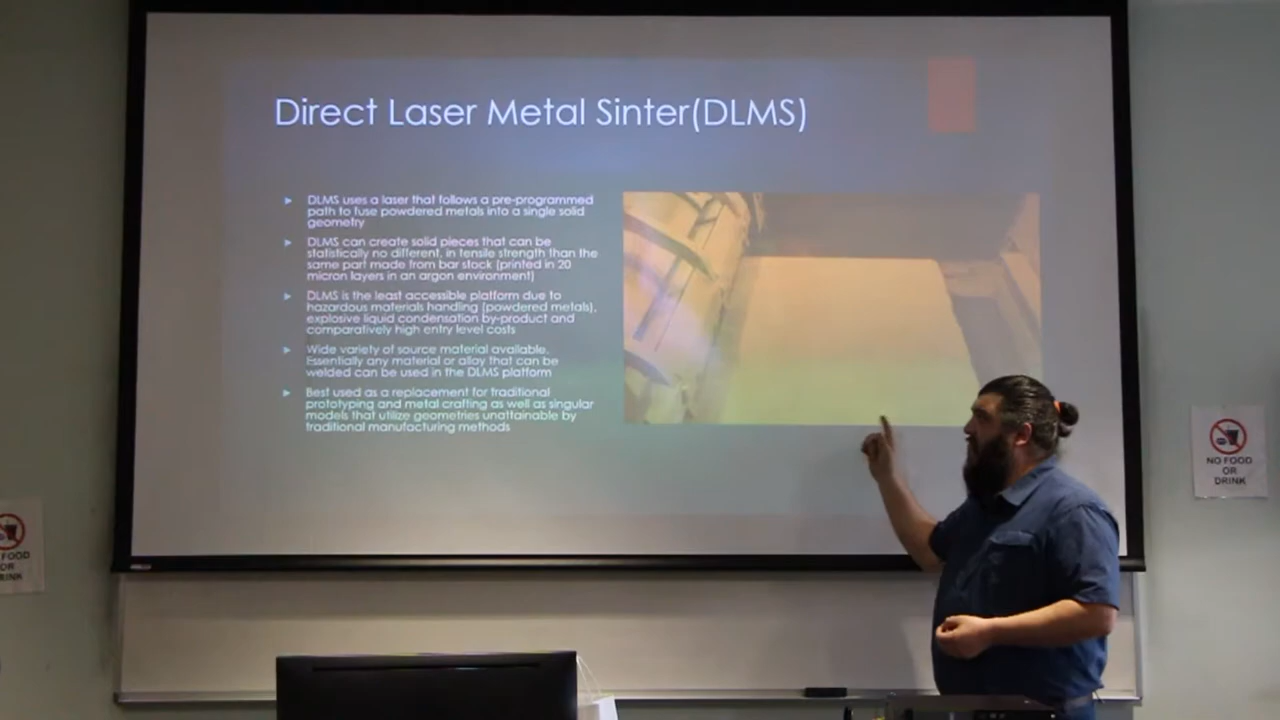 Direct Laser Metal Sinter(DLMS)
DLMS uses a laser that follows a pre-programmed
path to fuse powdered metals into a single solid
geometry
DLMS can create solid pieces that can be
statistically no different, in tensile strength than the
same part made from bar stock (printed in 20
micron layers in an argon environment)
DLMS is the least accessible platform due to
hazardous materials handling (powdered metals),
explosive liquid condensation by-product and
comparatively high entry level costs
Wide variety of source material available.
Essentially any material or alloy that can be
welded can be used in the DLMS platform
Best used as a replacement for traditional
prototyping and metal crafting as well as singular
models that utilize geometries unattainable by
traditional manufacturing methods
NO FOOD
OR
DRINK
FOOD
OR
RINK